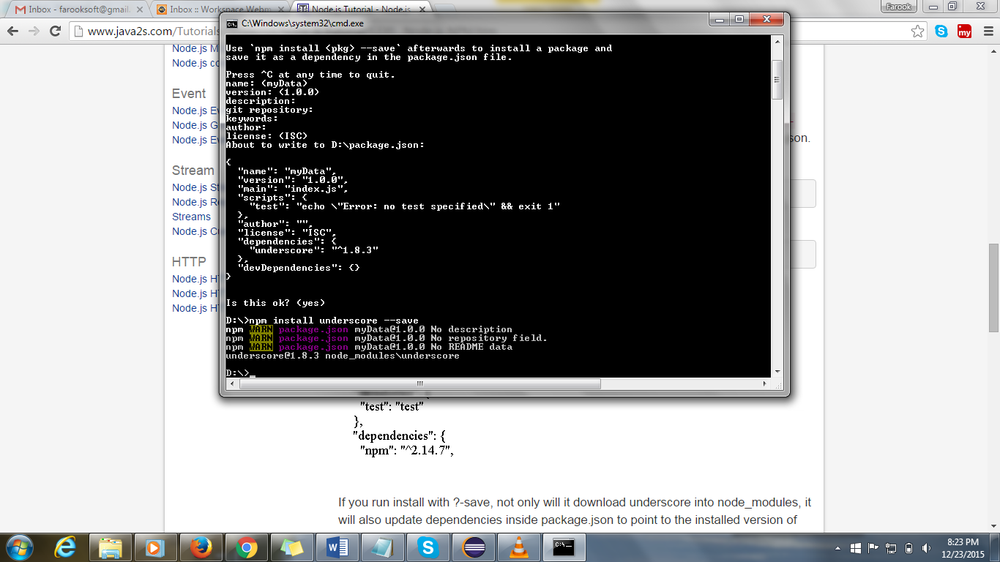 Inbox - farooksoft@gmail.
Inbox :: Workspace Webm
Node.js Tutorial - Node.js
Farook
www.java2s.com/Tutorials
my
C:\Windows\system32\cmd.exe
Use `npm install <pkg> --save` afterwards to install a package and
save it as a dependency in the package.json file.
Press ^C at any time to quit.
name: (myData)
version: (1.0.0)
description:
git repository:
keywords:
author:
license: (ISC)
About to write to D:\package.json:
{
"name": "myData",
"version": "1.0.0",
"main": "index.js",
"scripts": {
"test": "echo \"Error: no test specified\" && exit 1"
},
"author": "",
"license": "ISC",
"dependencies": {
"underscore": "^1.8.3"
},
"devDependencies": {}
}
Is this ok? (yes)
D:\>npm install underscore --save
npm WARN package.json myData@1.0.0 No description
npm WARN package.json myData@1.0.0 No repository field.
npm WARN package.json myData@1.0.0 No README data
underscore@1.8.3 node_modules\underscore
D:\>_
Node.js M
Node.js co
Event
Node.js Ev
Node.js G
Node.js Ev
Stream
Node.js St
Node.js Re
Streams
Node.js Cu
HTTP
Node.js HT
Node.js HT
Node.js HT
son.
"test": "test"
},
"dependencies": {
"npm": "^2.14.7",
If you run install with ?-save, not only will it download underscore into node_modules, it
will also update dependencies inside package.json to point to the installed version of
8:23 PM
12/23/2015